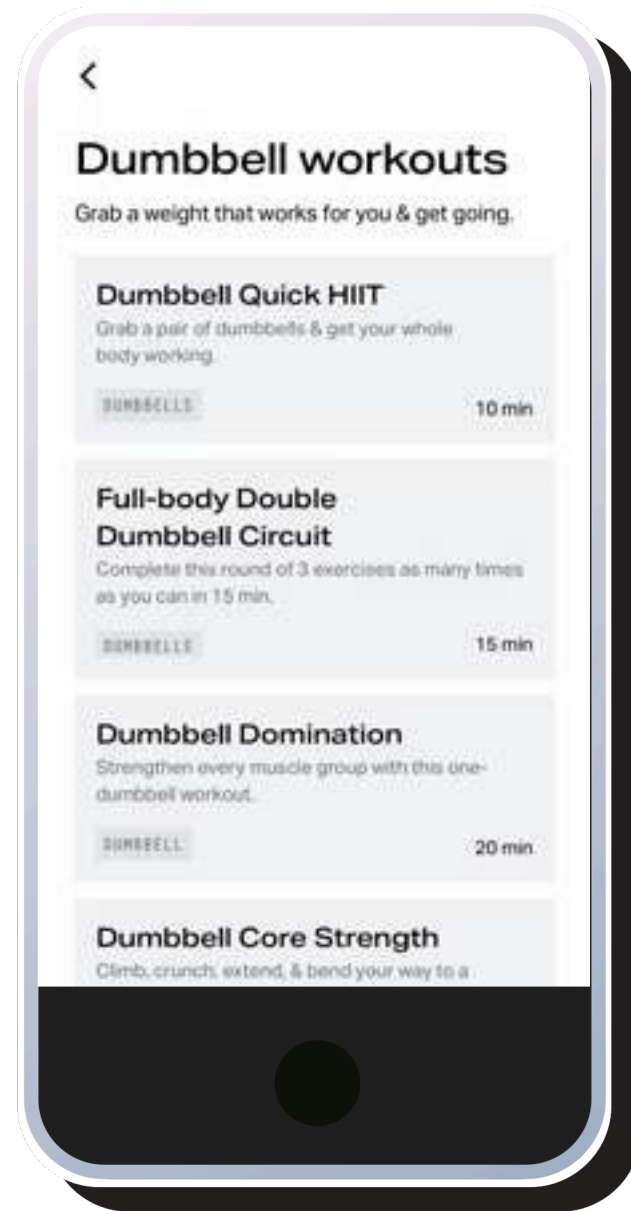 Dumbbell workouts
Grab a weight that works for you & get going.
Dumbbell Quick HIIT
Grab a pair of dumbbells & get your whole
body working.
DUMBBELLS
10 min
Full-body Double
Dumbbell Circuit
Complete this round of 3 exercises as many times
as you can in 15 min.
DUMBBELLS
15 min
Dumbbell Domination
Strengthen every muscle group with this one-
dumbbell workout.
DUMBBELL
20 min
Dumbbell Core Strength
Climb, crunch, extend, & bend your way to a